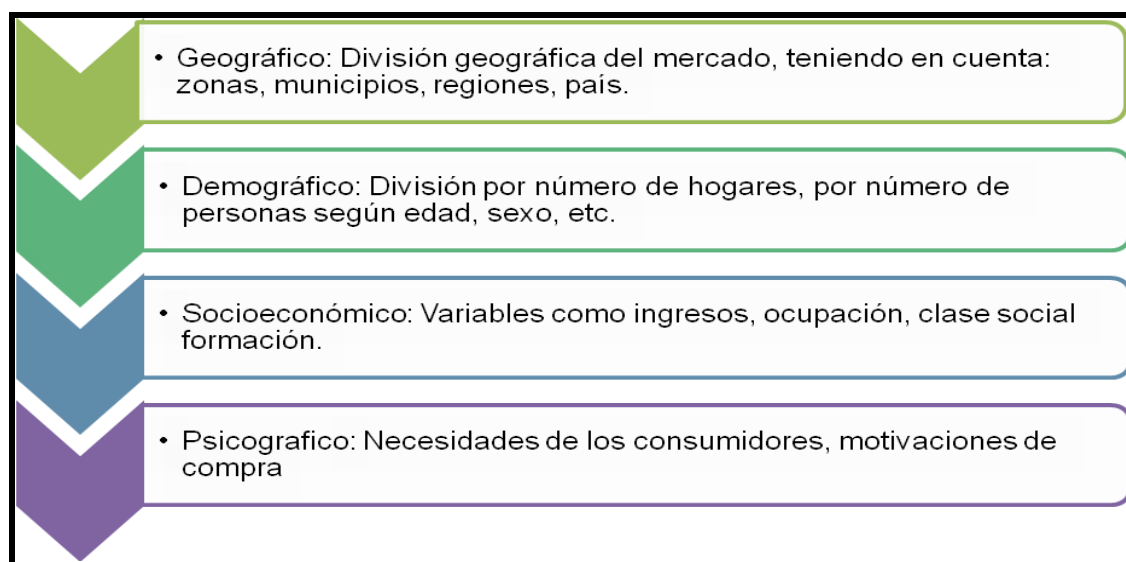 • Geográfico: División geográfica del mercado, teniendo en cuenta:
zonas, municipios, regiones, país.
• Demográfico: División por número de hogares, por número de
personas según edad, sexo, etc.
• Socioeconómico: Variables como ingresos, ocupación, clase social
formación.
• Psicografico: Necesidades de los consumidores, motivaciones de
compra